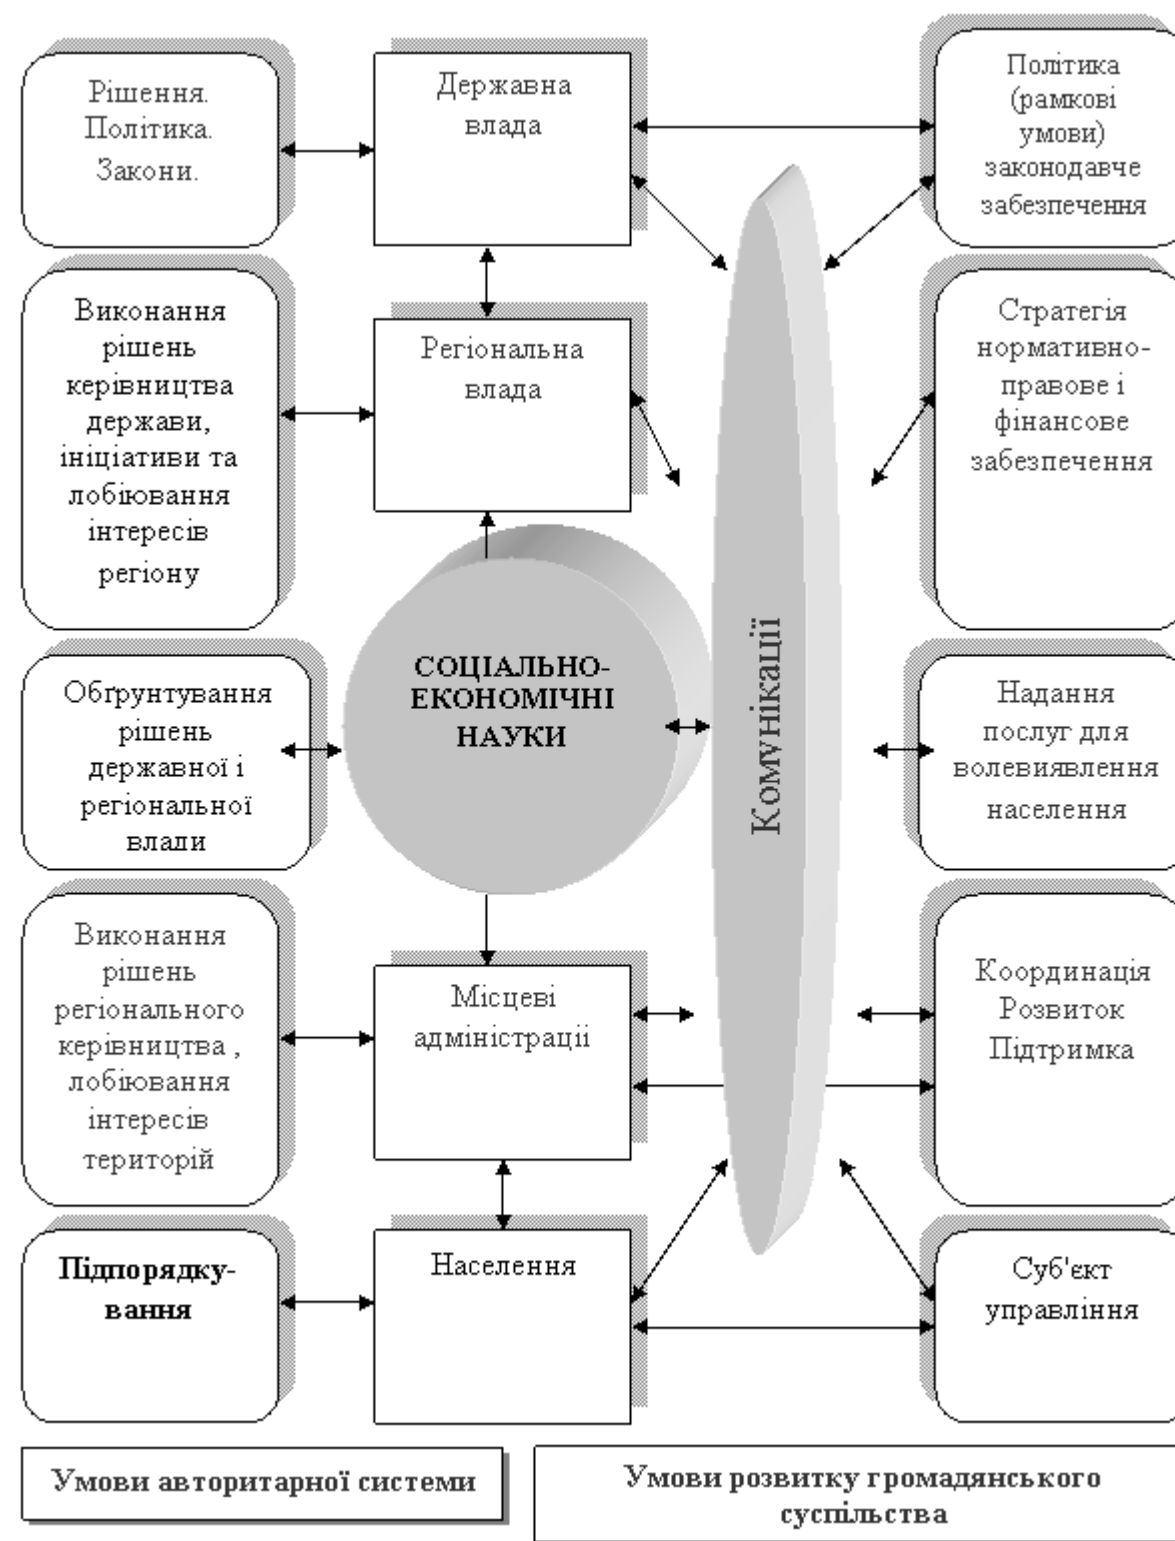 Рішення.
Політика.
Закони.
Державна
влада
Політика
(рамкові
умови)
законодавче
забезпечення
Виконання
рішень
керівництва
держави,
ініціативи та
лобіювання
інтересів
регіону
Регіональна
влада
Стратегія
нормативно-
правове і
фінансове
забезпечення
Обґрунтування
рішень
державної і
регіональної
влади
СОЦІАЛЬНО-
ЕКОНОМІЧНІ
НАУКИ
Комунікації
Надання
послуг для
волевиявлення
населення
Виконання
рішень
регіонального
керівництва ,
лобіювання
інтересів
територій
Місцеві
адміністрації
Координація
Розвиток
Підтримка
Підпорядку-
вання
Населення
Суб'єкт
управління
Умови авторитарної системи
Умови розвитку громадянського
суспільства